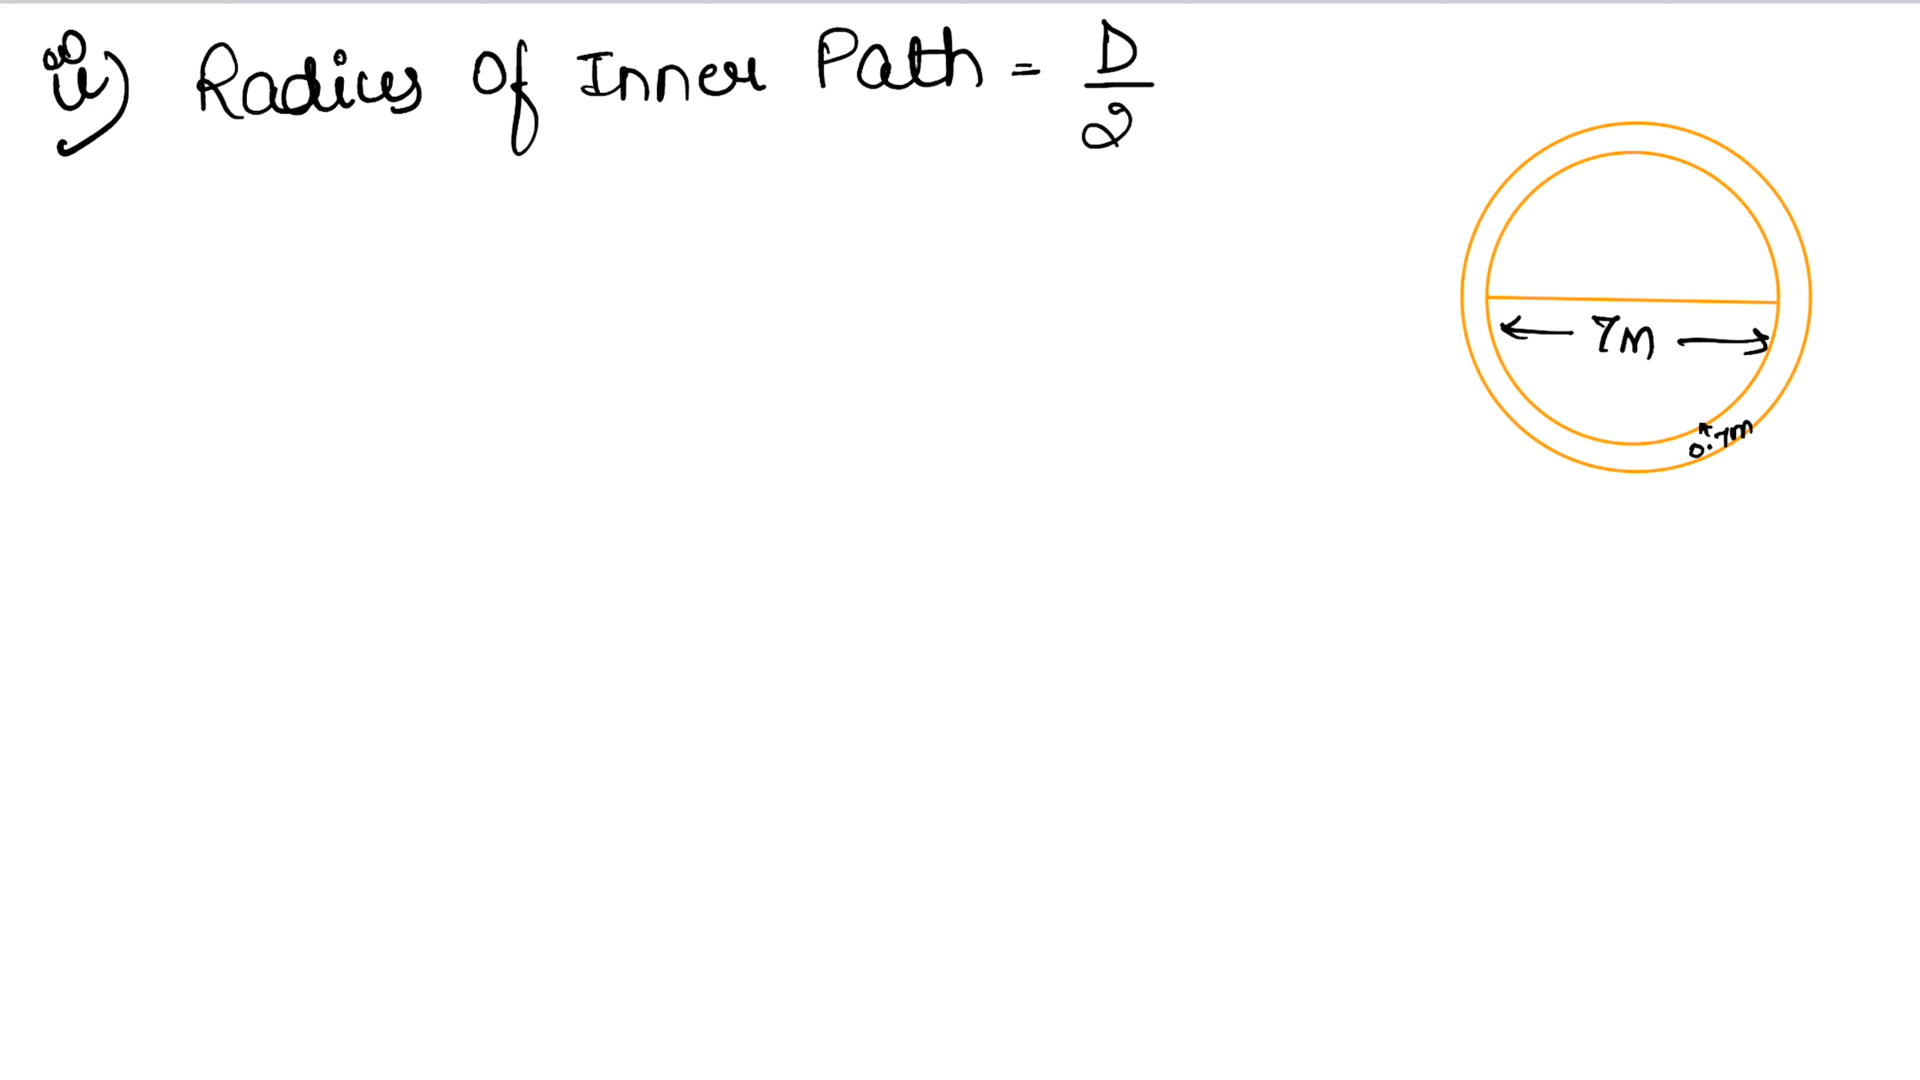 ii) Radius Of Inner Path = D/2
7m
0.7m